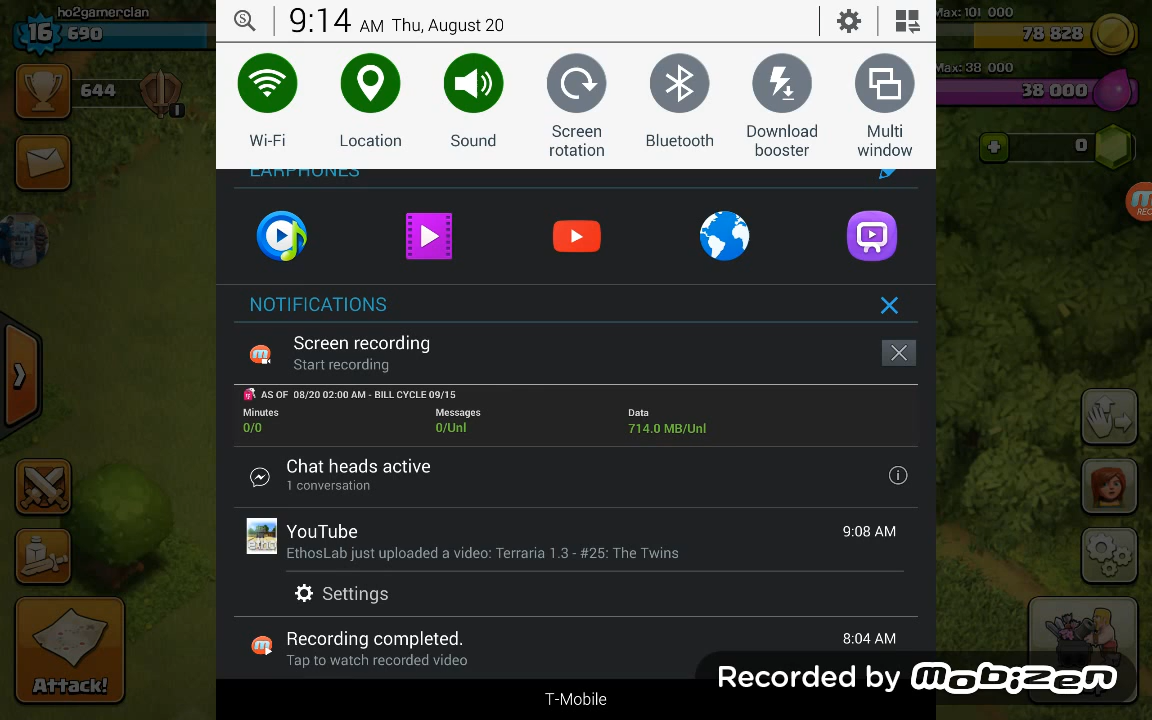 ho2gamerclan
16 690
9:14 AM Thu, August 20
Max: 101 000
78 828
Max: 38 000
38 000
644
0
Wi-Fi
Location
Sound
Screen
rotation
Bluetooth
Download
booster
Multi
window
EARPHONES
REC
NOTIFICATIONS
Screen recording
Start recording
AS OF 08/20 02:00 AM - BILL CYCLE 09/15
Minutes Messages Data
0/0 0/Unl 714.0 MB/Unl
Chat heads active
1 conversation
YouTube 9:08 AM
EthosLab just uploaded a video: Terraria 1.3 - #25: The Twins
Settings
Recording completed. 8:04 AM
Tap to watch recorded video
Attack!
Recorded by mobizen
T-Mobile